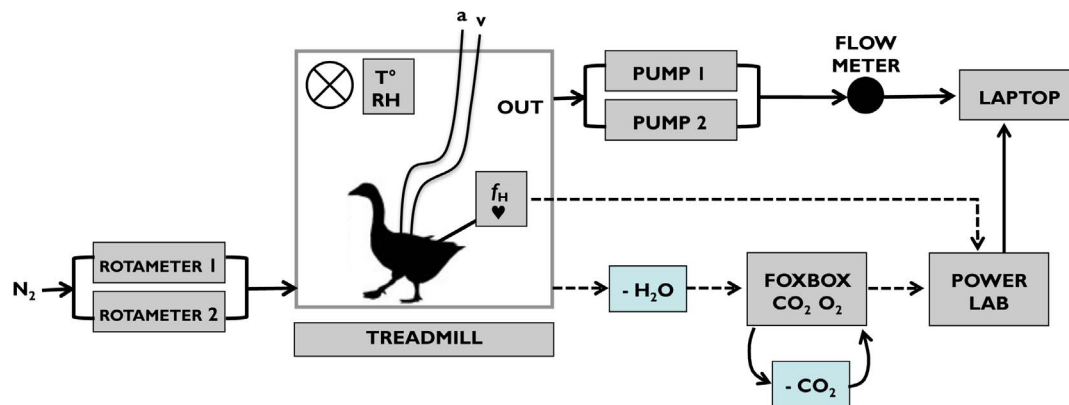 a v
T°
RH
OUT
PUMP 1
PUMP 2
FLOW
METER
LAPTOP
f_H
♥
N₂
ROTAMETER 1
ROTAMETER 2
TREADMILL
- H₂O
FOXBOX
CO₂ O₂
- CO₂
POWER
LAB